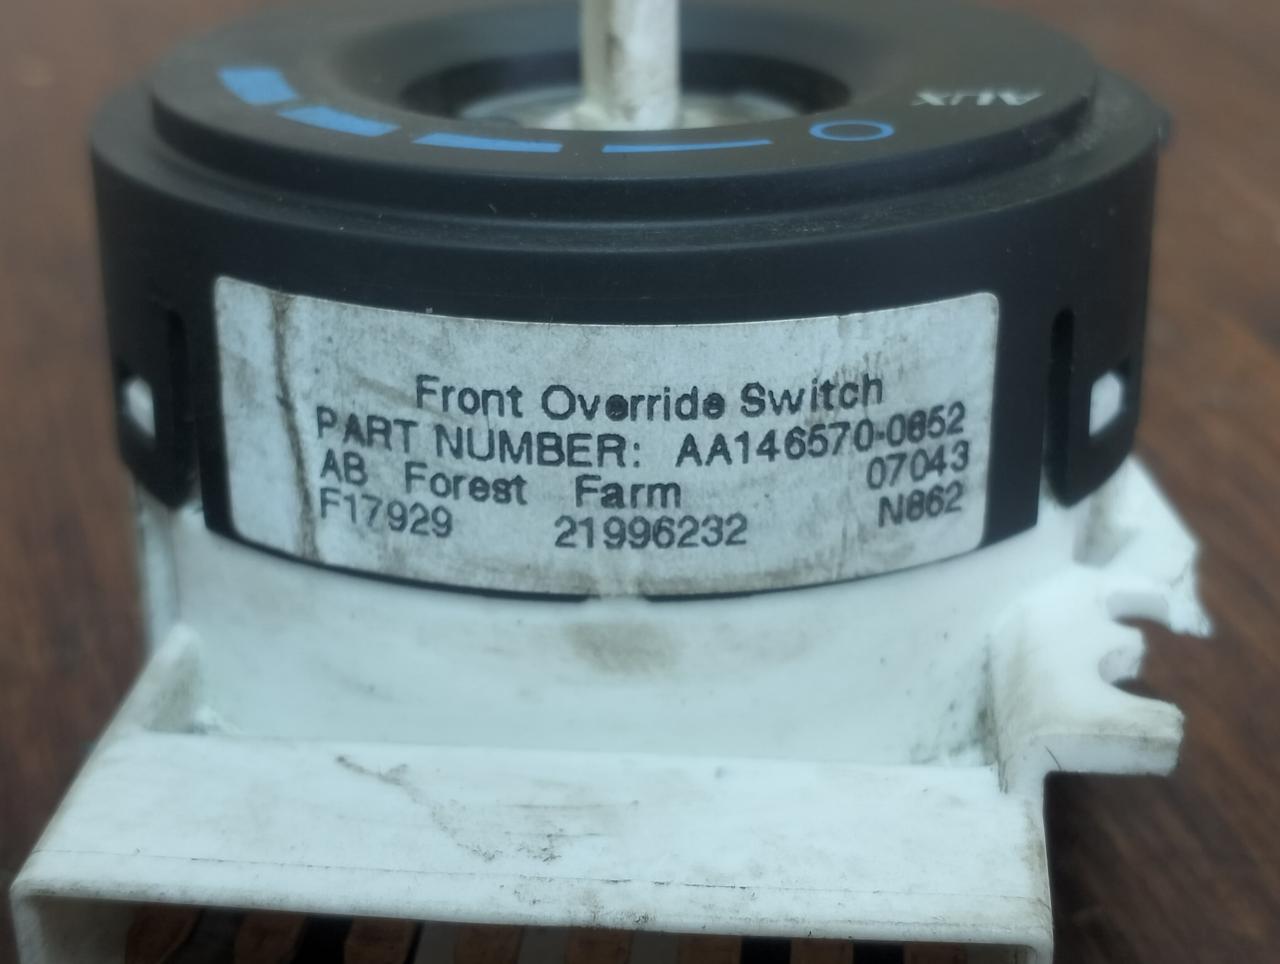 AUX
Front Override Switch
PART NUMBER: AA146570-0852
AB Forest Farm 07043
F17929 21996232 N862